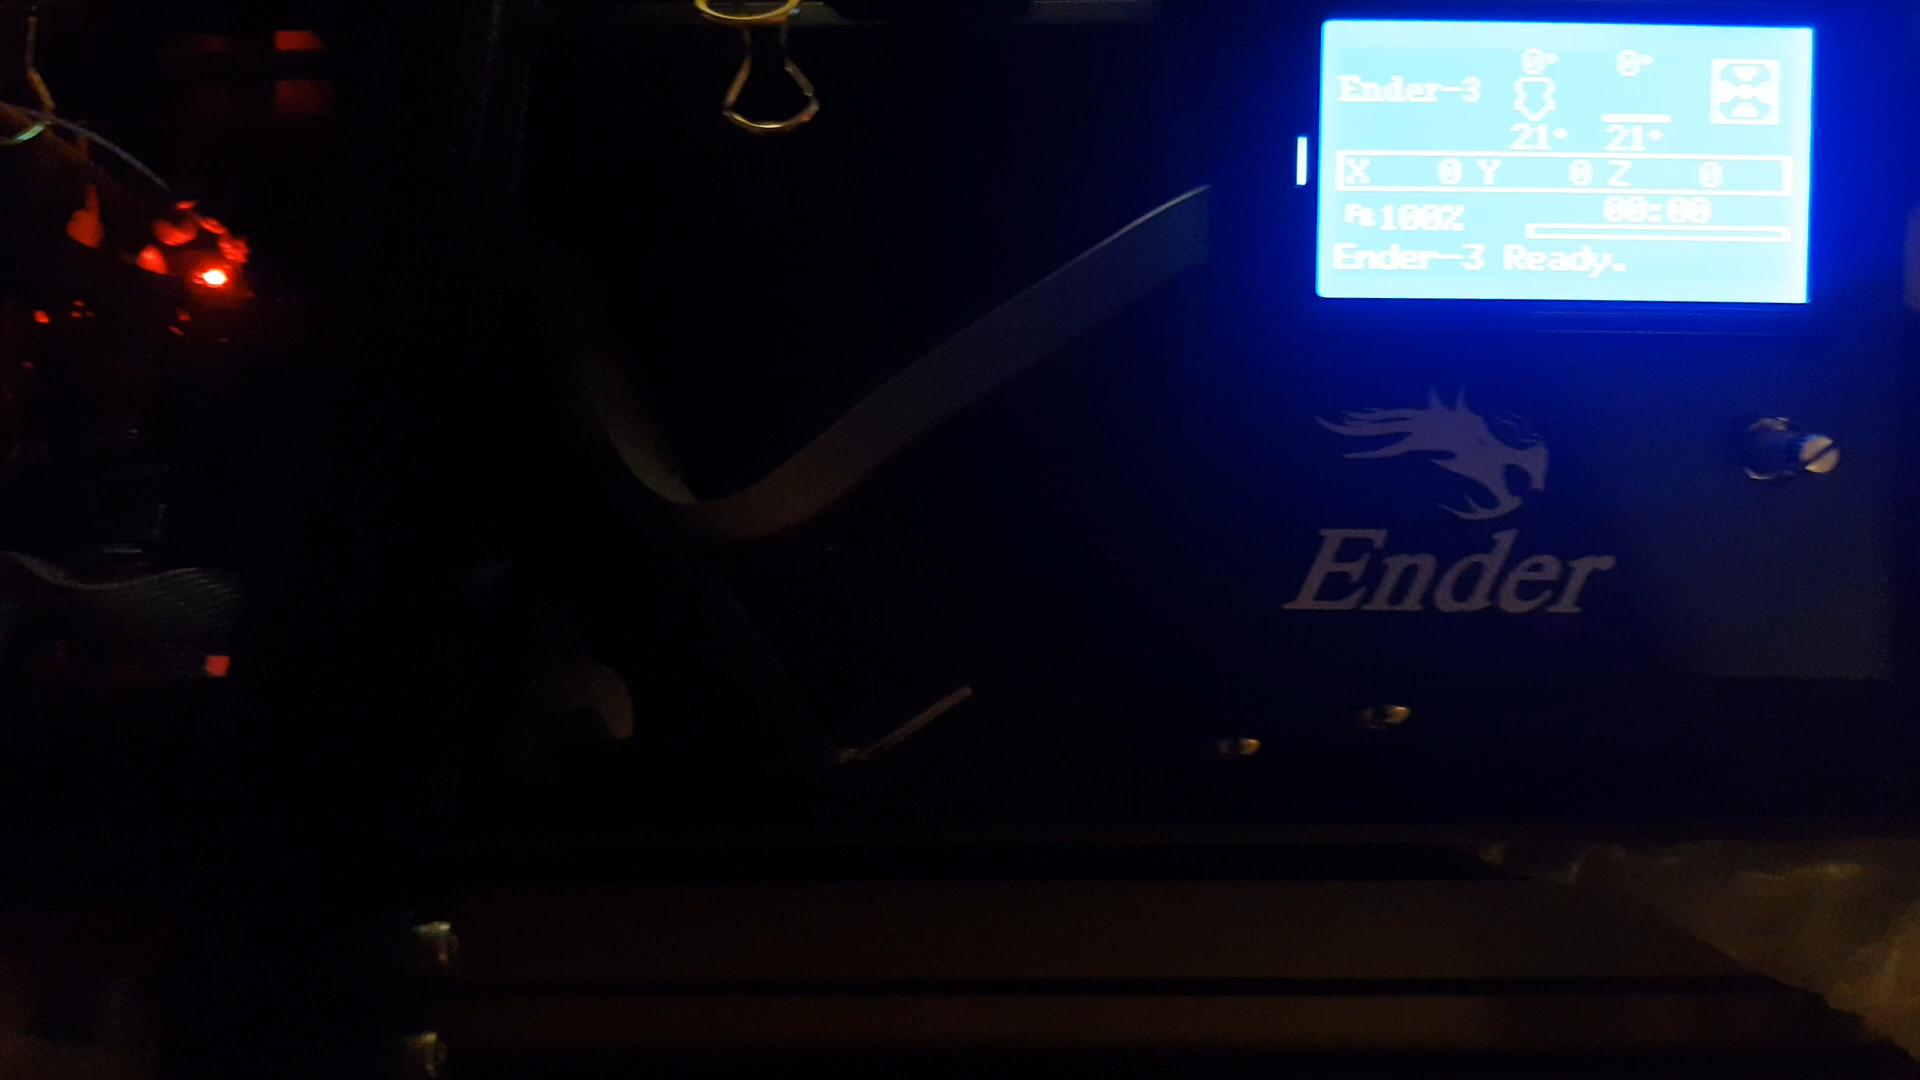 0° 0°
Ender-3
21° 21°
X 0 Y 0 Z 0
FR 100% 00:00
Ender-3 Ready.
Ender